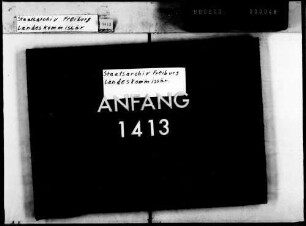 Staatsarchiv Freiburg
Landeskommissär
Staatsarchiv Freiburg
Landeskommissär
ANFANG
1413